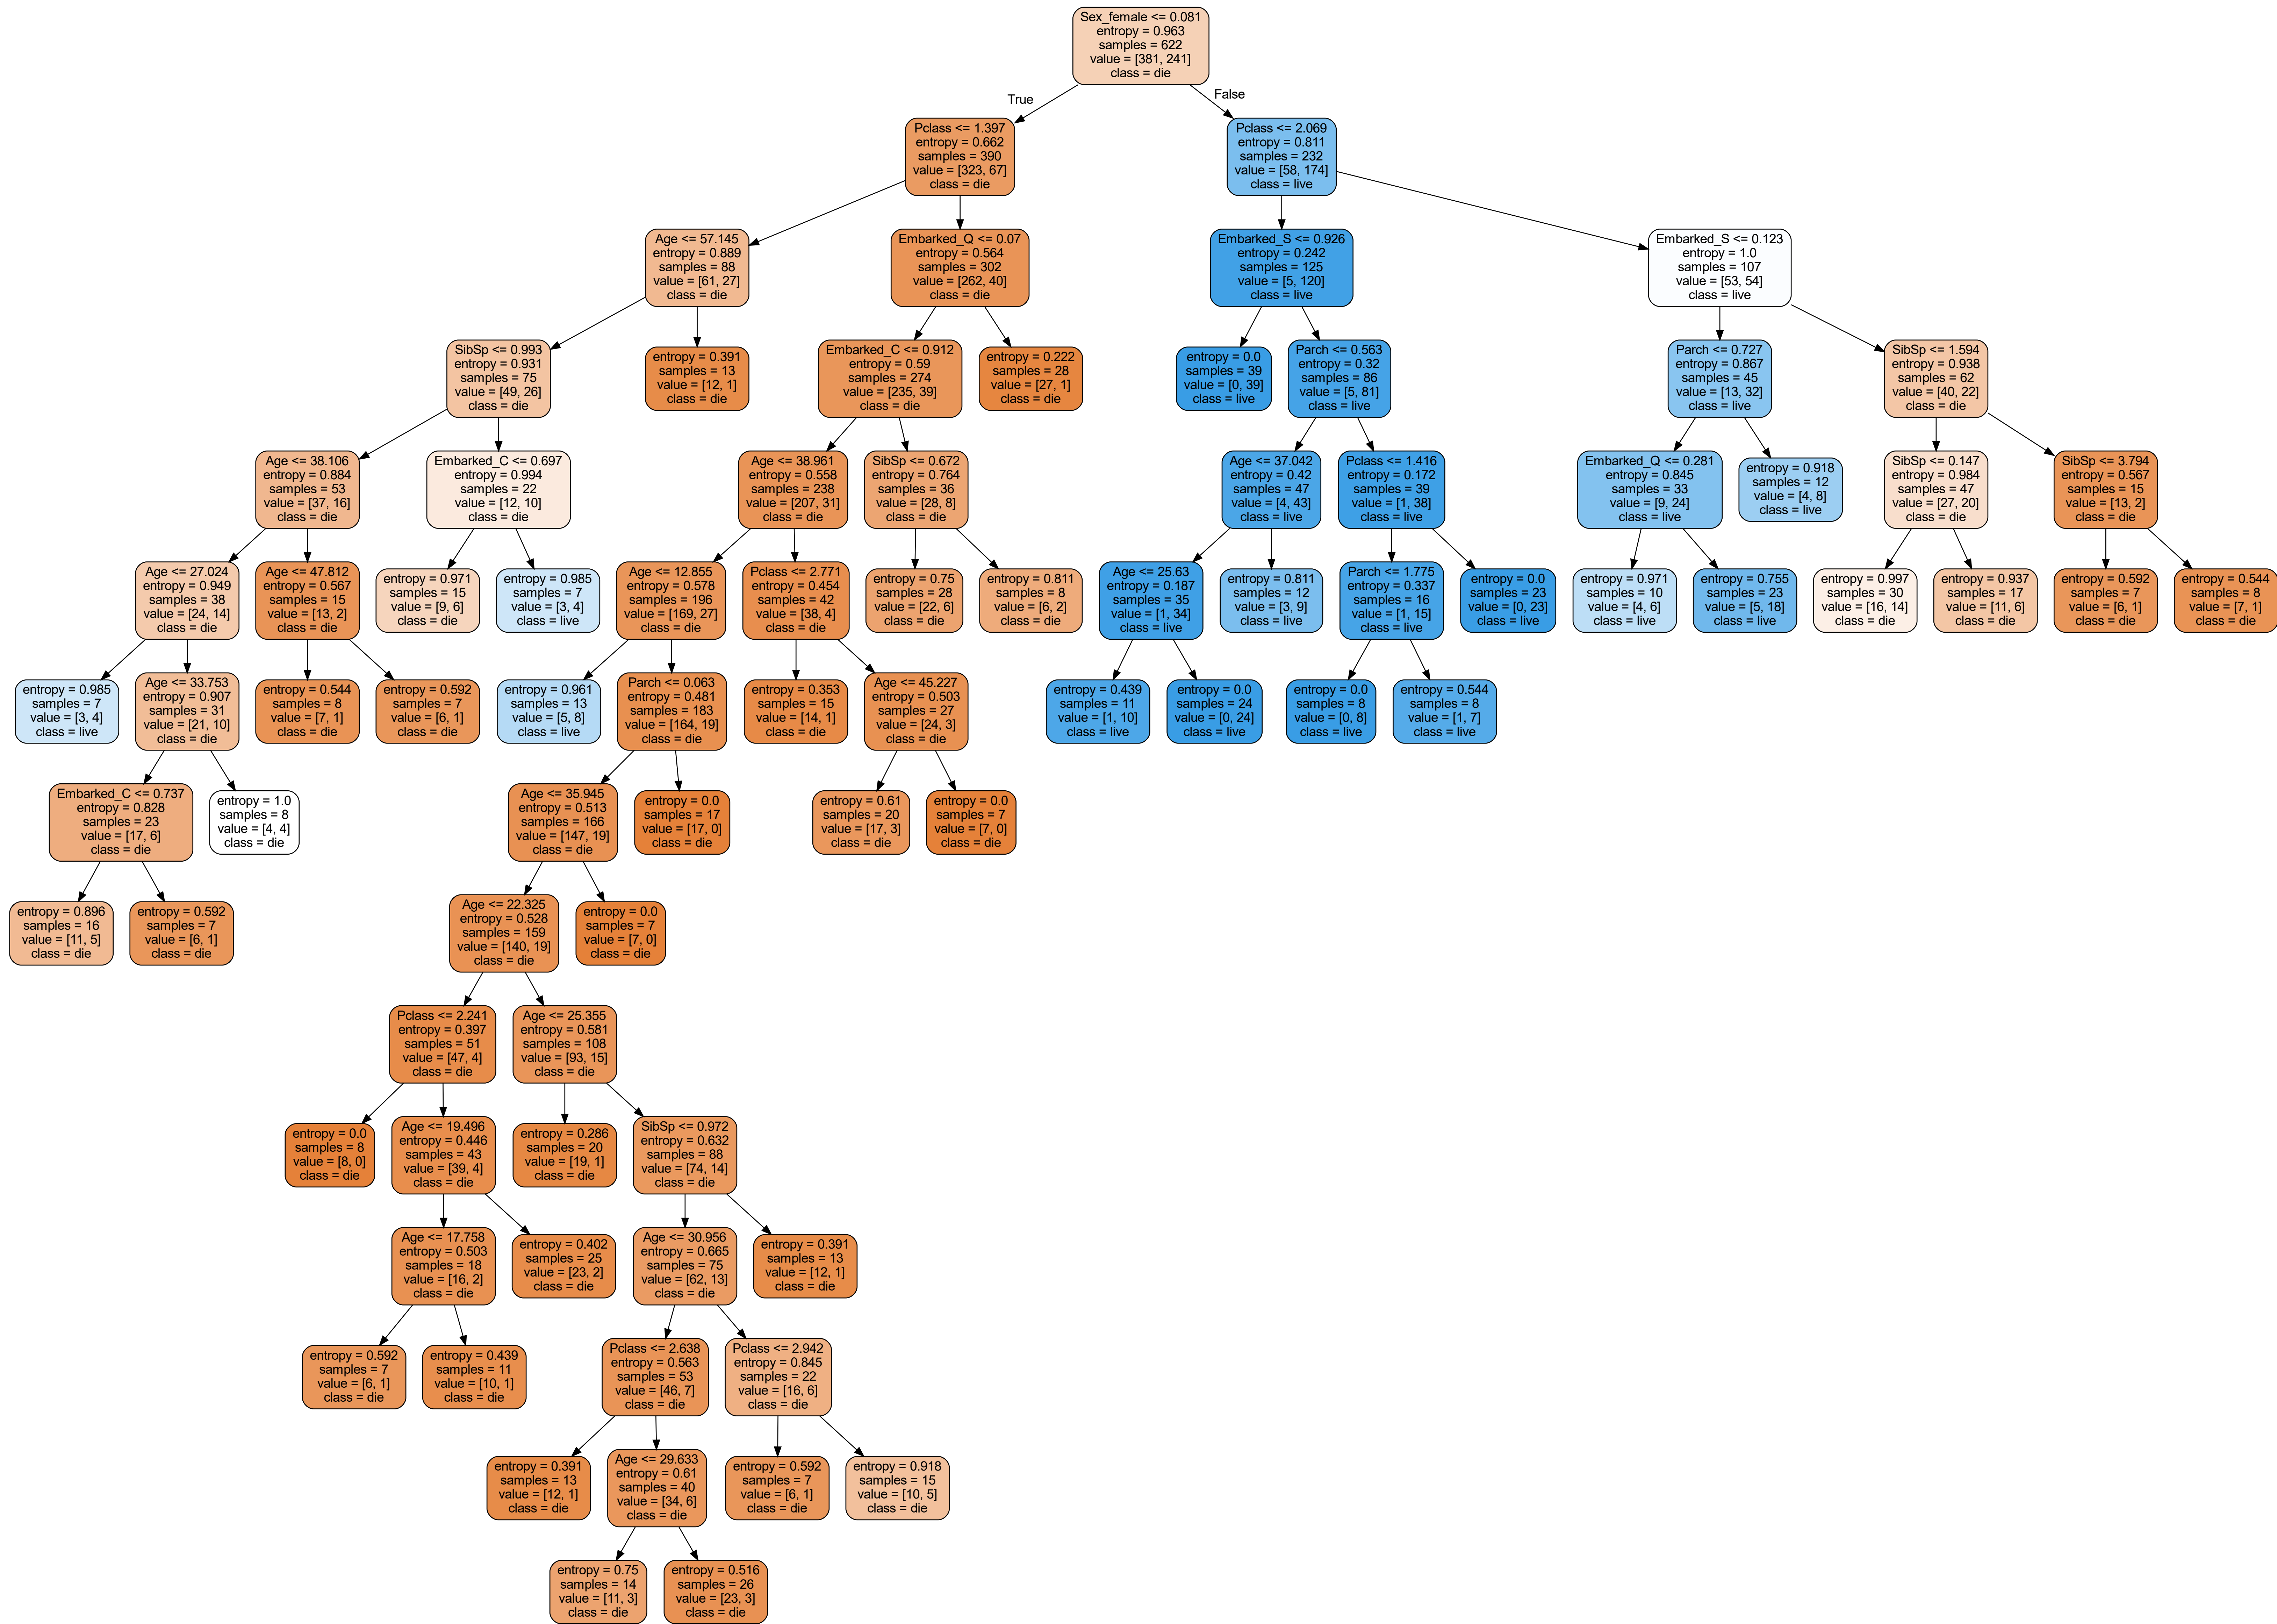 Sex_female <= 0.081
entropy = 0.963
samples = 622
value = [381, 241]
class = die
True
False
Pclass <= 1.397
entropy = 0.662
samples = 390
value = [323, 67]
class = die
Pclass <= 2.069
entropy = 0.811
samples = 232
value = [58, 174]
class = live
Age <= 57.145
entropy = 0.889
samples = 88
value = [61, 27]
class = die
Embarked_Q <= 0.07
entropy = 0.564
samples = 302
value = [262, 40]
class = die
Embarked_S <= 0.926
entropy = 0.242
samples = 125
value = [5, 120]
class = live
Embarked_S <= 0.123
entropy = 1.0
samples = 107
value = [53, 54]
class = live
SibSp <= 0.993
entropy = 0.931
samples = 75
value = [49, 26]
class = die
entropy = 0.391
samples = 13
value = [12, 1]
class = die
Embarked_C <= 0.912
entropy = 0.59
samples = 274
value = [235, 39]
class = die
entropy = 0.222
samples = 28
value = [27, 1]
class = die
entropy = 0.0
samples = 39
value = [0, 39]
class = live
Parch <= 0.563
entropy = 0.32
samples = 86
value = [5, 81]
class = live
Parch <= 0.727
entropy = 0.867
samples = 45
value = [13, 32]
class = live
SibSp <= 1.594
entropy = 0.938
samples = 62
value = [40, 22]
class = die
Age <= 38.106
entropy = 0.884
samples = 53
value = [37, 16]
class = die
Embarked_C <= 0.697
entropy = 0.994
samples = 22
value = [12, 10]
class = die
Age <= 38.961
entropy = 0.558
samples = 238
value = [207, 31]
class = die
SibSp <= 0.672
entropy = 0.764
samples = 36
value = [28, 8]
class = die
Age <= 37.042
entropy = 0.42
samples = 47
value = [4, 43]
class = live
Pclass <= 1.416
entropy = 0.172
samples = 39
value = [1, 38]
class = live
Embarked_Q <= 0.281
entropy = 0.845
samples = 33
value = [9, 24]
class = live
entropy = 0.918
samples = 12
value = [4, 8]
class = live
SibSp <= 0.147
entropy = 0.984
samples = 47
value = [27, 20]
class = die
SibSp <= 3.794
entropy = 0.567
samples = 15
value = [13, 2]
class = die
Age <= 27.024
entropy = 0.949
samples = 38
value = [24, 14]
class = die
Age <= 47.812
entropy = 0.567
samples = 15
value = [13, 2]
class = die
entropy = 0.971
samples = 15
value = [9, 6]
class = die
entropy = 0.985
samples = 7
value = [3, 4]
class = live
Age <= 12.855
entropy = 0.578
samples = 196
value = [169, 27]
class = die
Pclass <= 2.771
entropy = 0.454
samples = 42
value = [38, 4]
class = die
entropy = 0.75
samples = 28
value = [22, 6]
class = die
entropy = 0.811
samples = 8
value = [6, 2]
class = die
Age <= 25.63
entropy = 0.187
samples = 35
value = [1, 34]
class = live
entropy = 0.811
samples = 12
value = [3, 9]
class = live
Parch <= 1.775
entropy = 0.337
samples = 16
value = [1, 15]
class = live
entropy = 0.0
samples = 23
value = [0, 23]
class = live
entropy = 0.971
samples = 10
value = [4, 6]
class = live
entropy = 0.755
samples = 23
value = [5, 18]
class = live
entropy = 0.997
samples = 30
value = [16, 14]
class = die
entropy = 0.937
samples = 17
value = [11, 6]
class = die
entropy = 0.592
samples = 7
value = [6, 1]
class = die
entropy = 0.544
samples = 8
value = [7, 1]
class = die
entropy = 0.985
samples = 7
value = [3, 4]
class = live
Age <= 33.753
entropy = 0.907
samples = 31
value = [21, 10]
class = die
entropy = 0.544
samples = 8
value = [7, 1]
class = die
entropy = 0.592
samples = 7
value = [6, 1]
class = die
entropy = 0.961
samples = 13
value = [5, 8]
class = live
Parch <= 0.063
entropy = 0.481
samples = 183
value = [164, 19]
class = die
entropy = 0.353
samples = 15
value = [14, 1]
class = die
Age <= 45.227
entropy = 0.503
samples = 27
value = [24, 3]
class = die
entropy = 0.439
samples = 11
value = [1, 10]
class = live
entropy = 0.0
samples = 24
value = [0, 24]
class = live
entropy = 0.0
samples = 8
value = [0, 8]
class = live
entropy = 0.544
samples = 8
value = [1, 7]
class = live
Embarked_C <= 0.737
entropy = 0.828
samples = 23
value = [17, 6]
class = die
entropy = 1.0
samples = 8
value = [4, 4]
class = die
Age <= 35.945
entropy = 0.513
samples = 166
value = [147, 19]
class = die
entropy = 0.0
samples = 17
value = [17, 0]
class = die
entropy = 0.61
samples = 20
value = [17, 3]
class = die
entropy = 0.0
samples = 7
value = [7, 0]
class = die
entropy = 0.896
samples = 16
value = [11, 5]
class = die
entropy = 0.592
samples = 7
value = [6, 1]
class = die
Age <= 22.325
entropy = 0.528
samples = 159
value = [140, 19]
class = die
entropy = 0.0
samples = 7
value = [7, 0]
class = die
Pclass <= 2.241
entropy = 0.397
samples = 51
value = [47, 4]
class = die
Age <= 25.355
entropy = 0.581
samples = 108
value = [93, 15]
class = die
entropy = 0.0
samples = 8
value = [8, 0]
class = die
Age <= 19.496
entropy = 0.446
samples = 43
value = [39, 4]
class = die
entropy = 0.286
samples = 20
value = [19, 1]
class = die
SibSp <= 0.972
entropy = 0.632
samples = 88
value = [74, 14]
class = die
Age <= 17.758
entropy = 0.503
samples = 18
value = [16, 2]
class = die
entropy = 0.402
samples = 25
value = [23, 2]
class = die
Age <= 30.956
entropy = 0.665
samples = 75
value = [62, 13]
class = die
entropy = 0.391
samples = 13
value = [12, 1]
class = die
entropy = 0.592
samples = 7
value = [6, 1]
class = die
entropy = 0.439
samples = 11
value = [10, 1]
class = die
Pclass <= 2.638
entropy = 0.563
samples = 53
value = [46, 7]
class = die
Pclass <= 2.942
entropy = 0.845
samples = 22
value = [16, 6]
class = die
entropy = 0.391
samples = 13
value = [12, 1]
class = die
Age <= 29.633
entropy = 0.61
samples = 40
value = [34, 6]
class = die
entropy = 0.592
samples = 7
value = [6, 1]
class = die
entropy = 0.918
samples = 15
value = [10, 5]
class = die
entropy = 0.75
samples = 14
value = [11, 3]
class = die
entropy = 0.516
samples = 26
value = [23, 3]
class = die